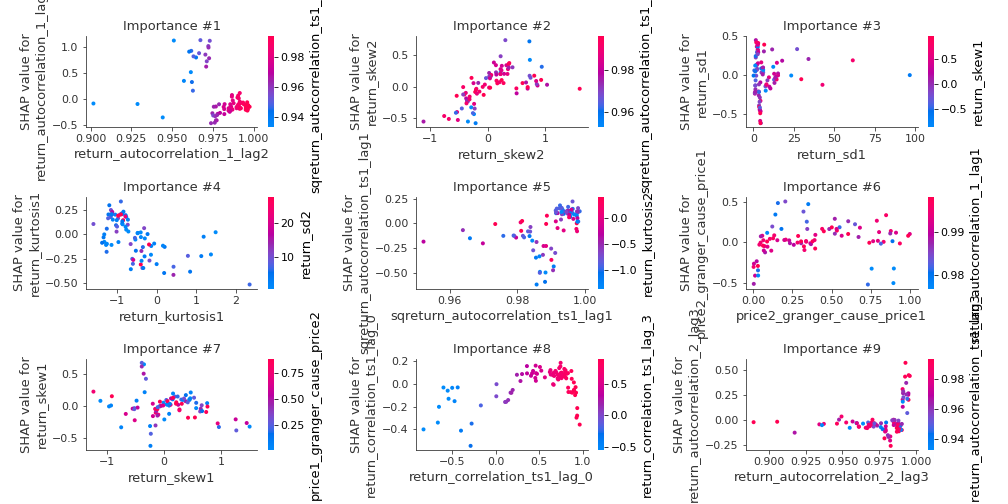 Importance #1
SHAP value for
return_autocorrelation_1_lag2
1.0
0.5
0.0
−0.5
0.900
0.925
0.950
0.975
1.000
return_autocorrelation_1_lag2
0.98
0.96
0.94
Importance #2
SHAP value for
return_skew2
0.5
0.0
−0.5
−1
0
1
return_skew2
0.98
0.96
Importance #3
SHAP value for
return_sd1
0.5
0.0
−0.5
0
25
50
75
100
return_sd1
0.5
0.0
−0.5
return_skew1
Importance #4
SHAP value for
return_kurtosis1
0.25
0.00
−0.25
−0.50
−1
0
1
2
return_kurtosis1
20
10
return_sd2
Importance #5
SHAP value for
sqreturn_autocorrelation_ts1_lag1
0.25
0.00
−0.25
−0.50
0.96
0.98
1.00
sqreturn_autocorrelation_ts1_lag1
0.0
−0.5
−1.0
return_kurtosis2
Importance #6
SHAP value for
price2_granger_cause_price1
0.5
0.0
−0.5
0.00
0.25
0.50
0.75
1.00
price2_granger_cause_price1
0.99
0.98
Importance #7
SHAP value for
return_skew1
0.5
0.0
−0.5
−1
0
1
return_skew1
0.75
0.50
0.25
price1_granger_cause_price2
Importance #8
SHAP value for
return_correlation_ts1_lag_0
0.2
0.0
−0.2
−0.4
−0.5
0.0
0.5
1.0
return_correlation_ts1_lag_0
0.5
0.0
−0.5
return_correlation_ts1_lag_3
Importance #9
SHAP value for
return_autocorrelation_2_lag3
0.50
0.25
0.00
−0.25
0.900
0.925
0.950
0.975
1.000
return_autocorrelation_2_lag3
0.98
0.96
0.94